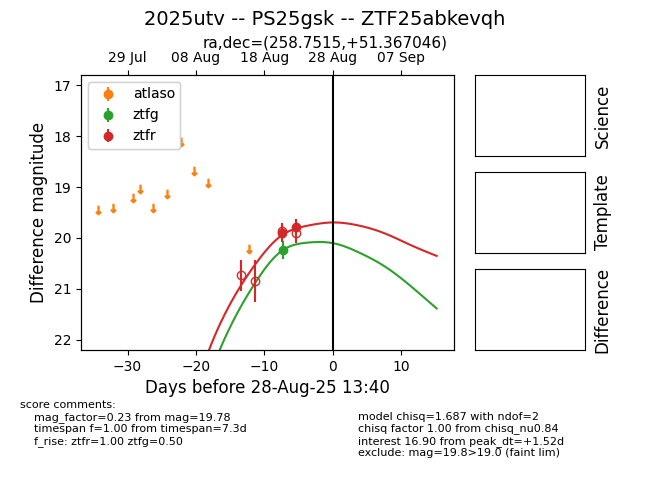 2025utv -- PS25gsk -- ZTF25abkevqh
ra,dec=(258.7515,+51.367046)
29 Jul 08 Aug 18 Aug 28 Aug 07 Sep
17
18
19
20
21
22
Difference magnitude
atlaso
ztfg
ztfr
−30 −20 −10 0 10
Days before 28-Aug-25 13:40
Science
Template
Difference
score comments:
mag_factor=0.23 from mag=19.78
timespan f=1.00 from timespan=7.3d
f_rise: ztfr=1.00 ztfg=0.50
model chisq=1.687 with ndof=2
chisq factor 1.00 from chisq_nu0.84
interest 16.90 from peak_dt=+1.52d
exclude: mag=19.8>19.0 (faint lim)